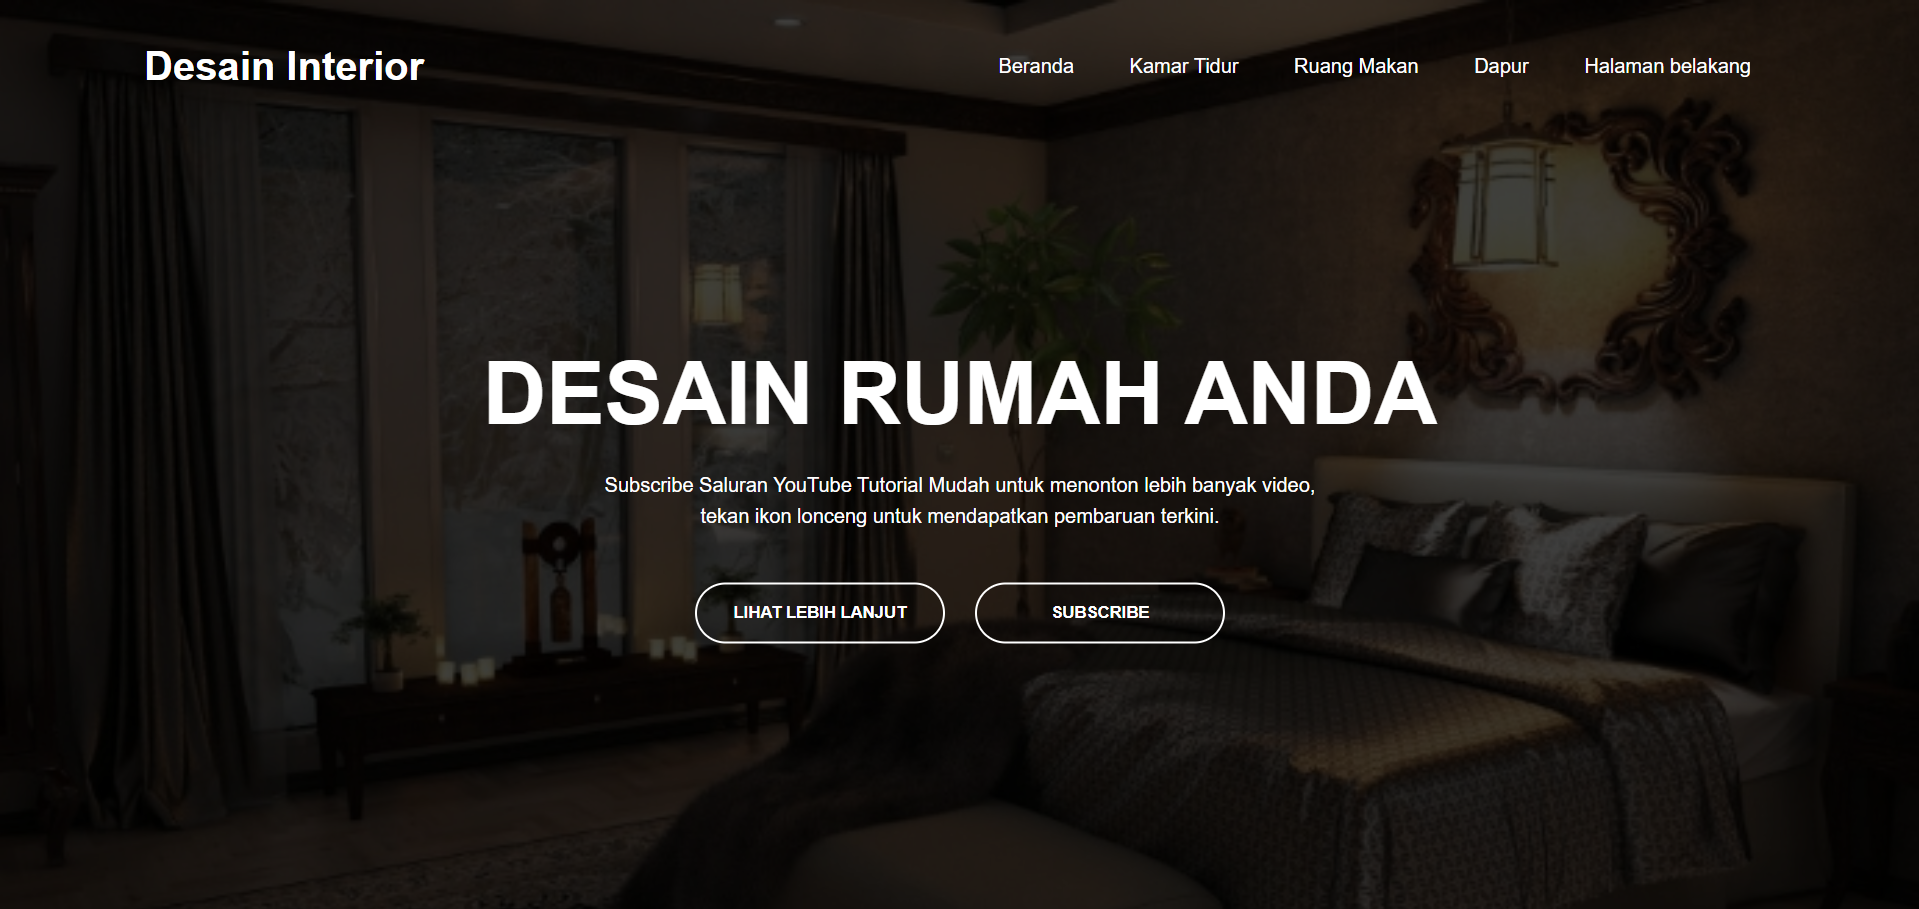 Desain Interior
Beranda
Kamar Tidur
Ruang Makan
Dapur
Halaman belakang
DESAIN RUMAH ANDA
Subscribe Saluran YouTube Tutorial Mudah untuk menonton lebih banyak video,
tekan ikon lonceng untuk mendapatkan pembaruan terkini.
LIHAT LEBIH LANJUT
SUBSCRIBE